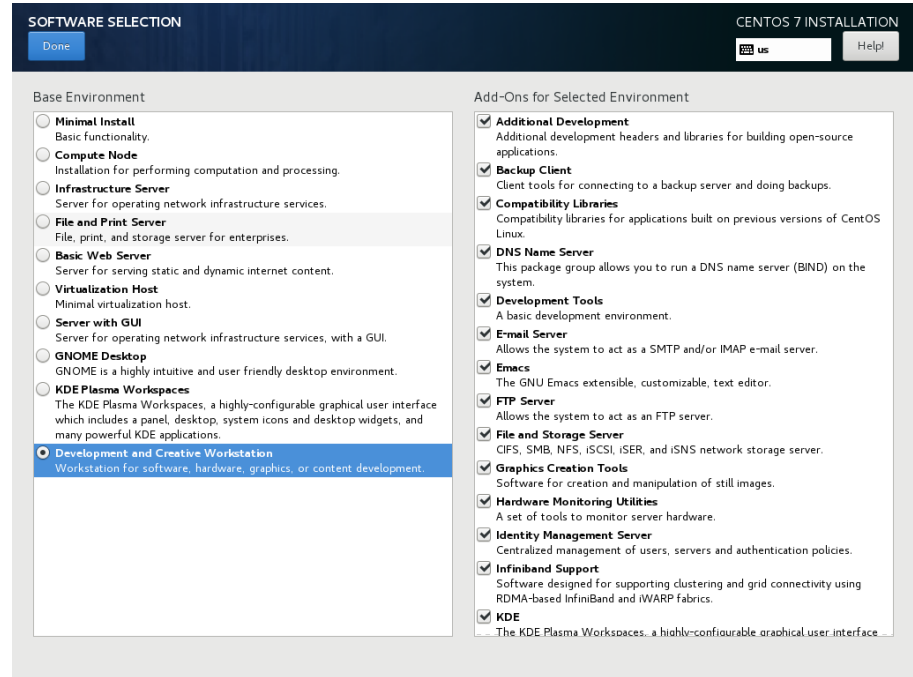 SOFTWARE SELECTION
CENTOS 7 INSTALLATION
Done
us
Help!
Base Environment
Minimal Install
Basic functionality.
Compute Node
Installation for performing computation and processing.
Infrastructure Server
Server for operating network infrastructure services.
File and Print Server
File, print, and storage server for enterprises.
Basic Web Server
Server for serving static and dynamic internet content.
Virtualization Host
Minimal virtualization host.
Server with GUI
Server for operating network infrastructure services, with a GUI.
GNOME Desktop
GNOME is a highly intuitive and user friendly desktop environment.
KDE Plasma Workspaces
The KDE Plasma Workspaces, a highly-configurable graphical user interface
which includes a panel, desktop, system icons and desktop widgets, and
many powerful KDE applications.
Development and Creative Workstation
Workstation for software, hardware, graphics, or content development.
Add-Ons for Selected Environment
Additional Development
Additional development headers and libraries for building open-source
applications.
Backup Client
Client tools for connecting to a backup server and doing backups.
Compatibility Libraries
Compatibility libraries for applications built on previous versions of CentOS
Linux.
DNS Name Server
This package group allows you to run a DNS name server (BIND) on the
system.
Development Tools
A basic development environment.
E-mail Server
Allows the system to act as a SMTP and/or IMAP e-mail server.
Emacs
The GNU Emacs extensible, customizable, text editor.
FTP Server
Allows the system to act as an FTP server.
File and Storage Server
CIFS, SMB, NFS, iSCSI, iSER, and iSNS network storage server.
Graphics Creation Tools
Software for creation and manipulation of still images.
Hardware Monitoring Utilities
A set of tools to monitor server hardware.
Identity Management Server
Centralized management of users, servers and authentication policies.
Infiniband Support
Software designed for supporting clustering and grid connectivity using
RDMA-based InfiniBand and iWARP fabrics.
KDE
The KDE Plasma Workspaces, a highly-configurable graphical user interface